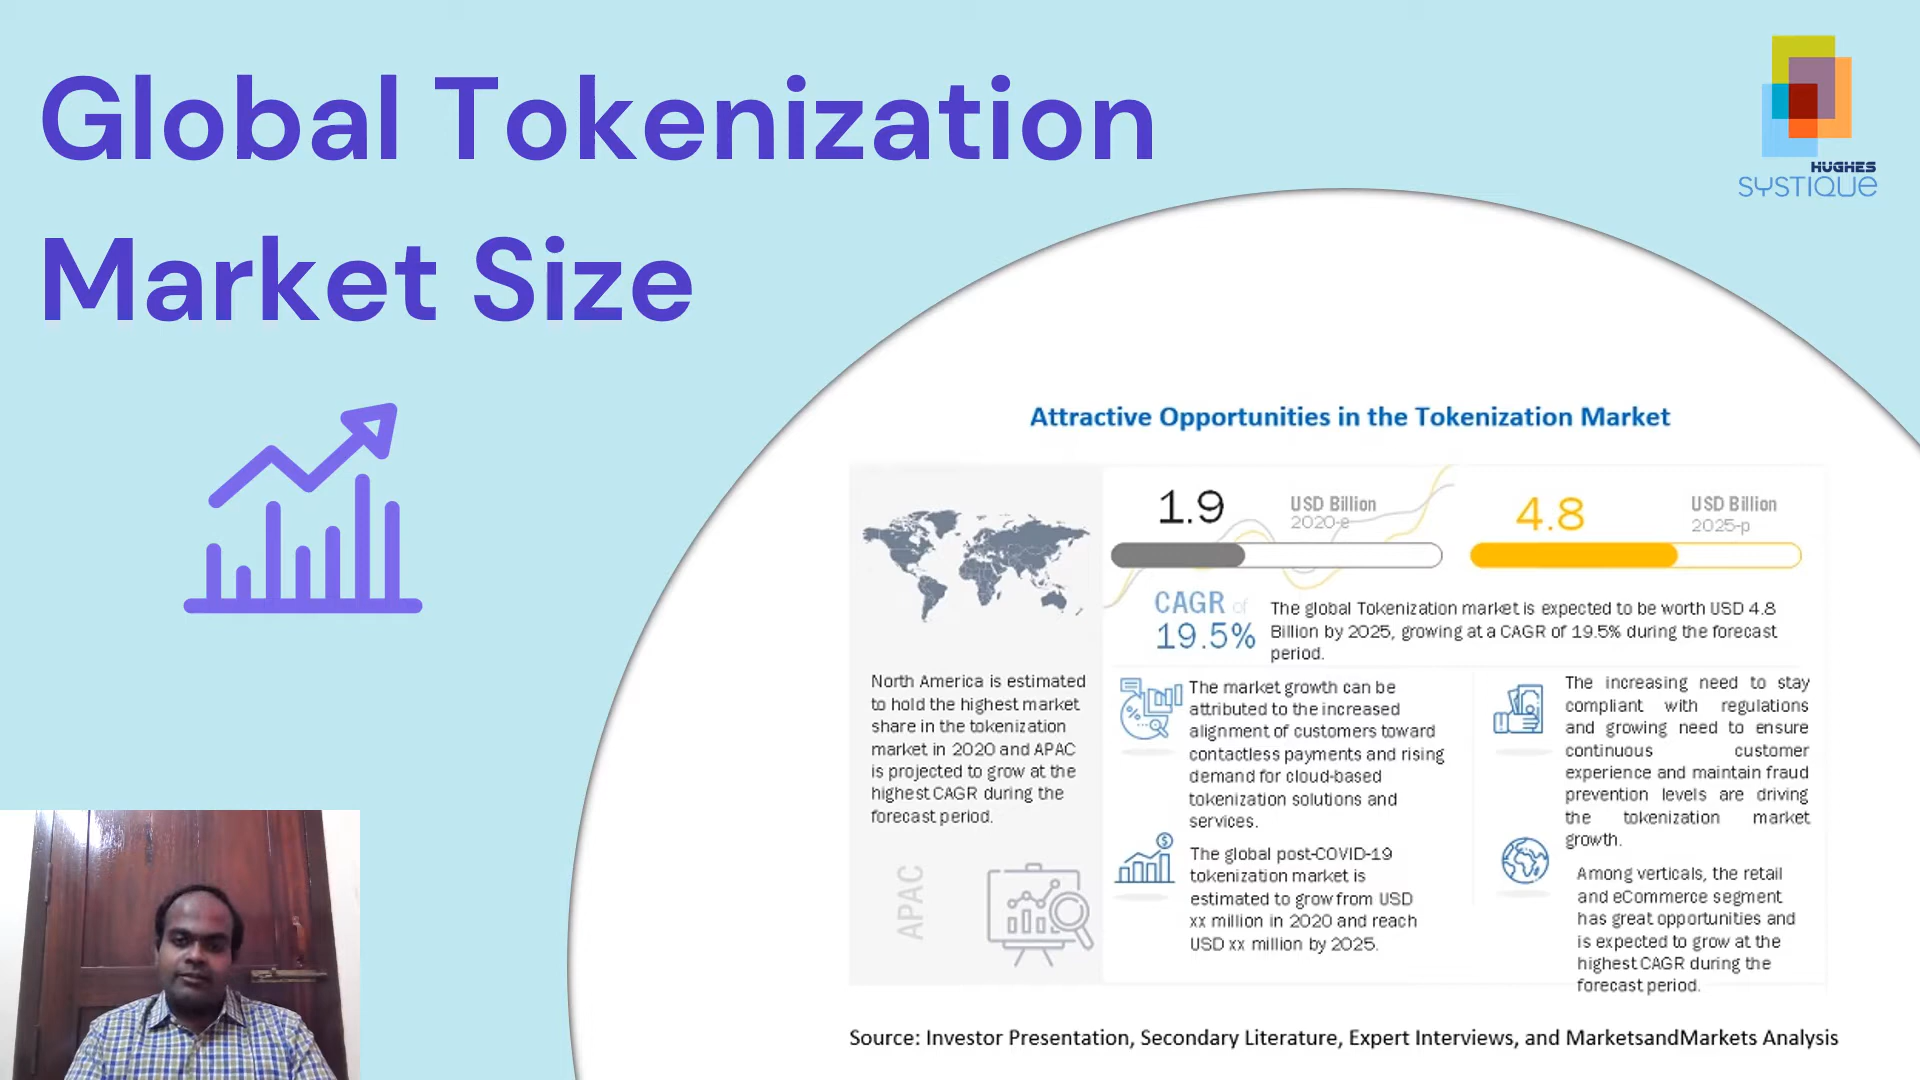 Global Tokenization
Market Size
HUGHES
SYSTIQUE
Attractive Opportunities in the Tokenization Market
1.9
USD Billion
2020-e
4.8
USD Billion
2025-p
CAGR of
19.5%
The global Tokenization market is expected to be worth USD 4.8
Billion by 2025, growing at a CAGR of 19.5% during the forecast
period.
North America is estimated
to hold the highest market
share in the tokenization
market in 2020 and APAC
is projected to grow at the
highest CAGR during the
forecast period.
APAC
The market growth can be
attributed to the increased
alignment of customers toward
contactless payments and rising
demand for cloud-based
tokenization solutions and
services.
The global post-COVID-19
tokenization market is
estimated to grow from USD
xx million in 2020 and reach
USD xx million by 2025.
The increasing need to stay
compliant with regulations
and growing need to ensure
continuous customer
experience and maintain fraud
prevention levels are driving
the tokenization market
growth.
Among verticals, the retail
and eCommerce segment
has great opportunities and
is expected to grow at the
highest CAGR during the
forecast period.
Source: Investor Presentation, Secondary Literature, Expert Interviews, and MarketsandMarkets Analysis